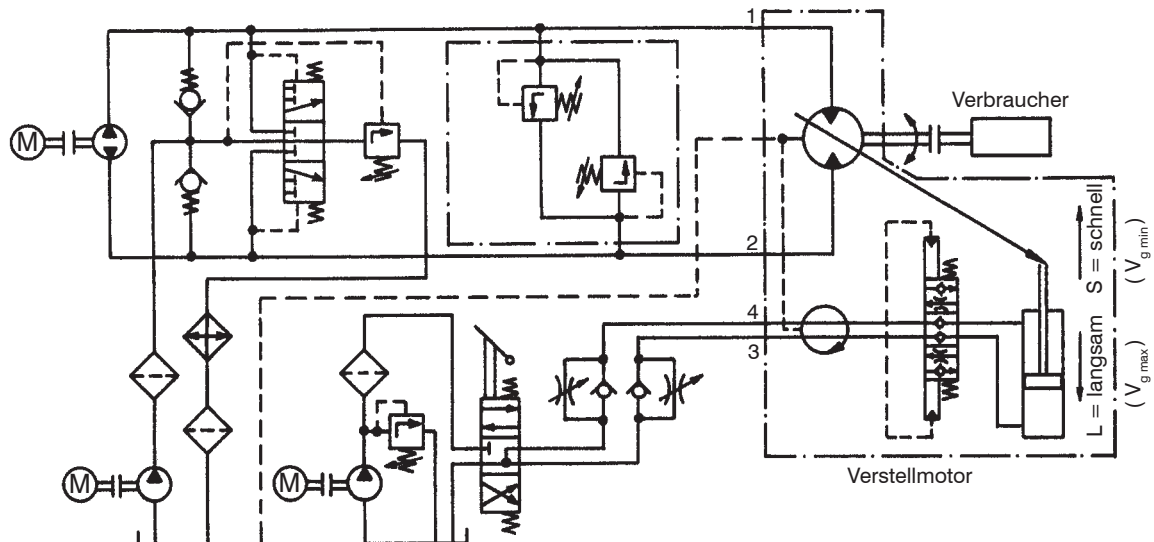 1
Verbraucher
M
2
4
3
S = schnell
(V g min)
L = langsam
(V g max)
M
M
Verstellmotor